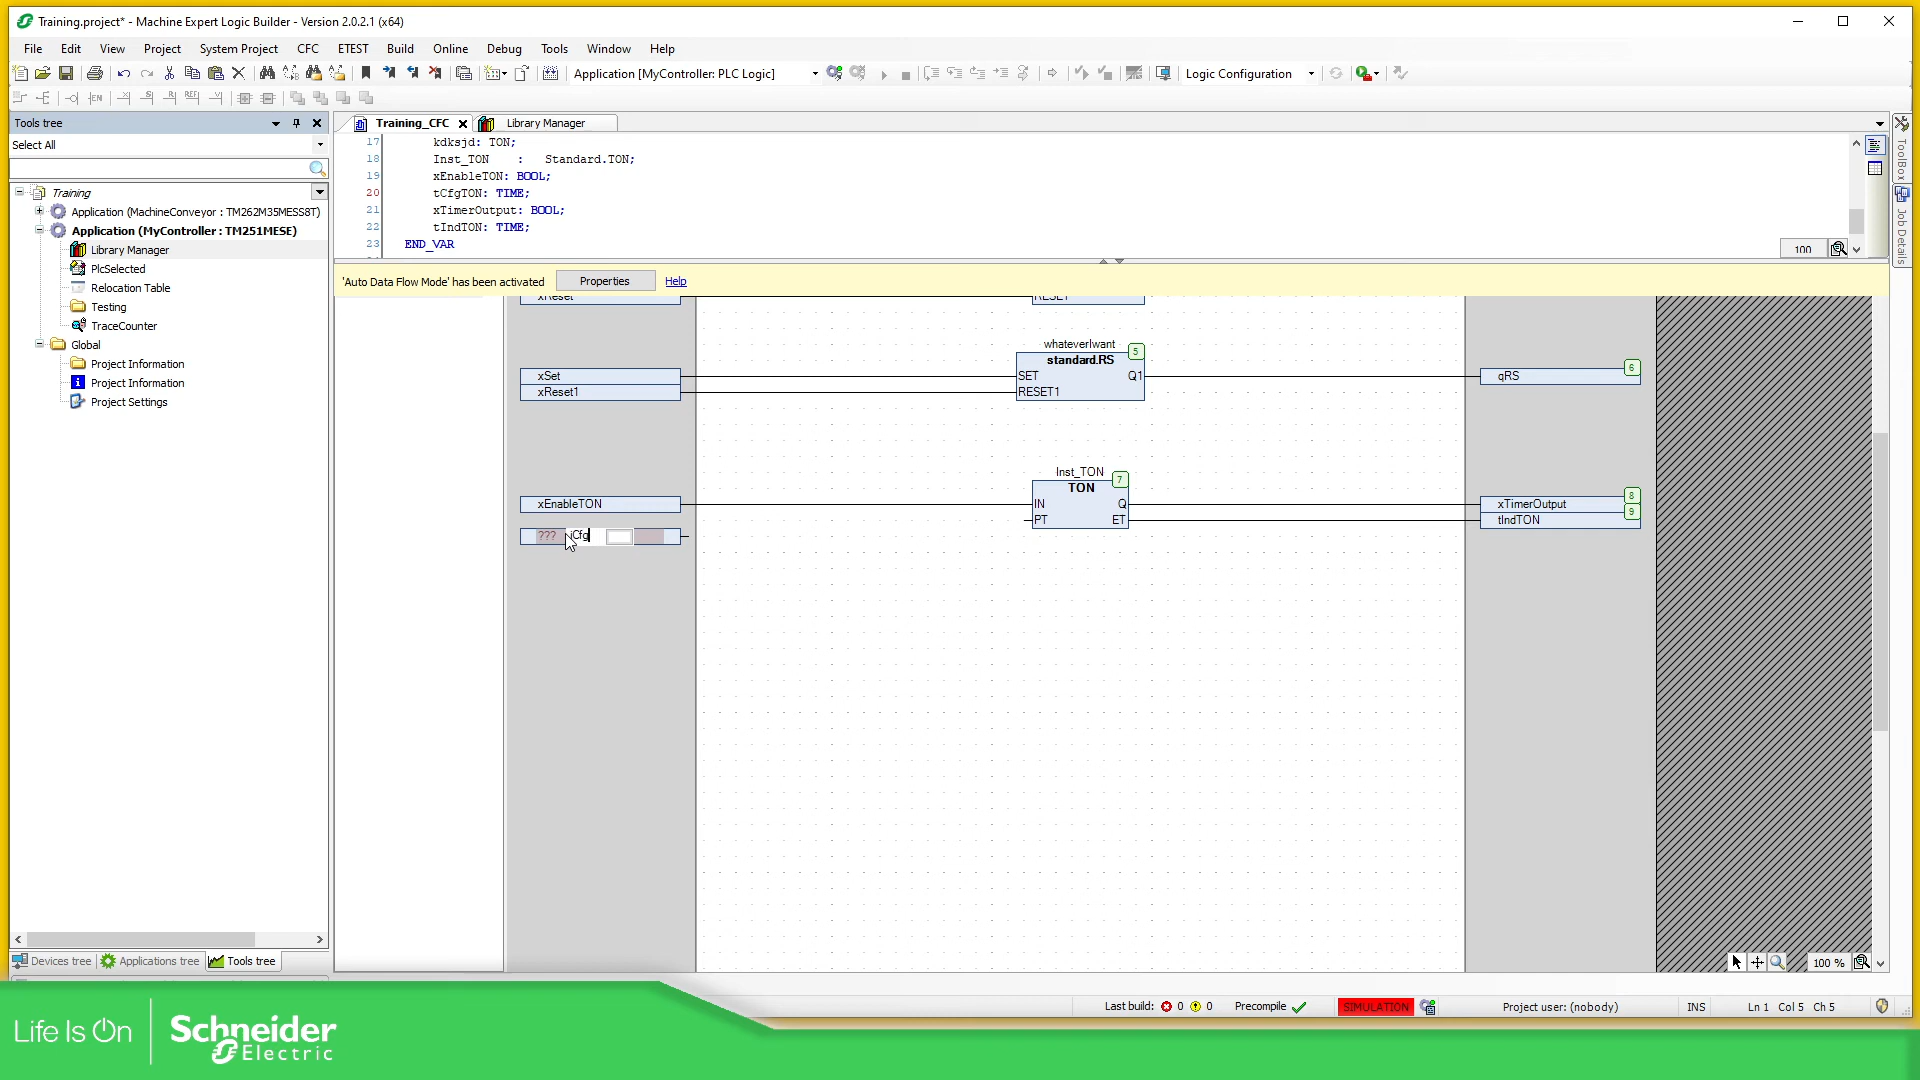 Training.project* - Machine Expert Logic Builder - Version 2.0.2.1 (x64)
File Edit View Project System Project CFC ETEST Build Online Debug Tools Window Help
Application [MyController: PLC Logic] Logic Configuration
Tools tree
Select All
Training
Application (MachineConveyor : TM262M35MESS8T)
Application (MyController : TM251MESE)
Library Manager
PlcSelected
Relocation Table
Testing
TraceCounter
Global
Project Information
Project Information
Project Settings
Devices tree Applications tree Tools tree
Training_CFC Library Manager
17 kdksjd: TON;
18 Inst_TON : Standard.TON;
19 xEnableTON: BOOL;
20 tCfgTON: TIME;
21 xTimerOutput: BOOL;
22 tIndTON: TIME;
23 END_VAR
100
'Auto Data Flow Mode' has been activated Properties Help
xReset RESET
whateverIwant 5
standard.RS
xSet SET Q1 qRS 6
xReset1 RESET1
Inst_TON 7
TON
xEnableTON IN Q xTimerOutput 8
PT ET tIndTON 9
???
100 %
ToolBox
Job Details
Last build: 0 0 Precompile SIMULATION Project user: (nobody) INS Ln 1 Col 5 Ch 5
Life Is On Schneider Electric